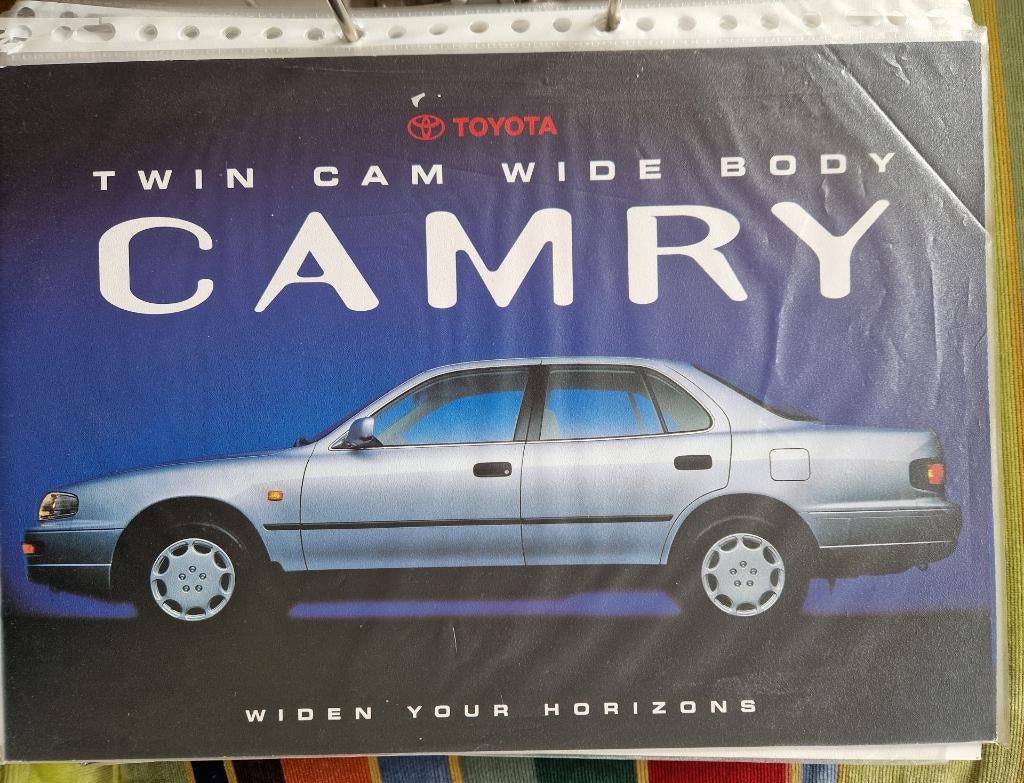 TOYOTA
TWIN CAM WIDE BODY
CAMRY
WIDEN YOUR HORIZONS